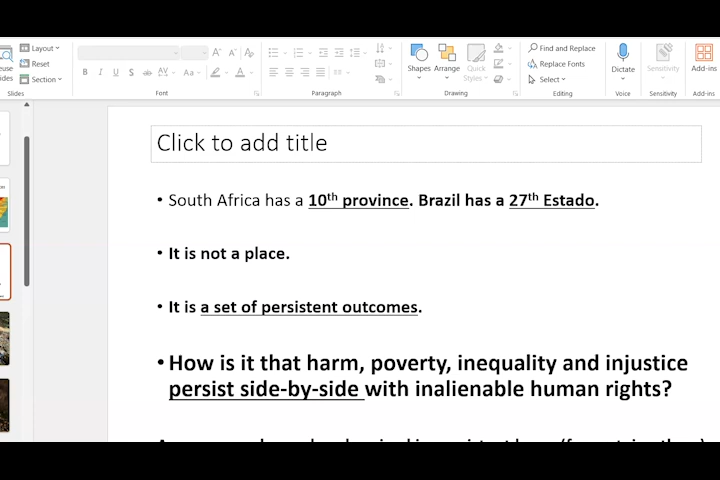 Layout
Reset
Section
Slides
B I U S ab AV Aa
Font
Paragraph
Shapes Arrange Quick Styles
Drawing
Find and Replace
Replace Fonts
Select
Editing
Dictate
Voice
Sensitivity
Sensitivity
Add-ins
Add-ins
Click to add title
• South Africa has a 10th province. Brazil has a 27th Estado.
• It is not a place.
• It is a set of persistent outcomes.
• How is it that harm, poverty, inequality and injustice
persist side-by-side with inalienable human rights?